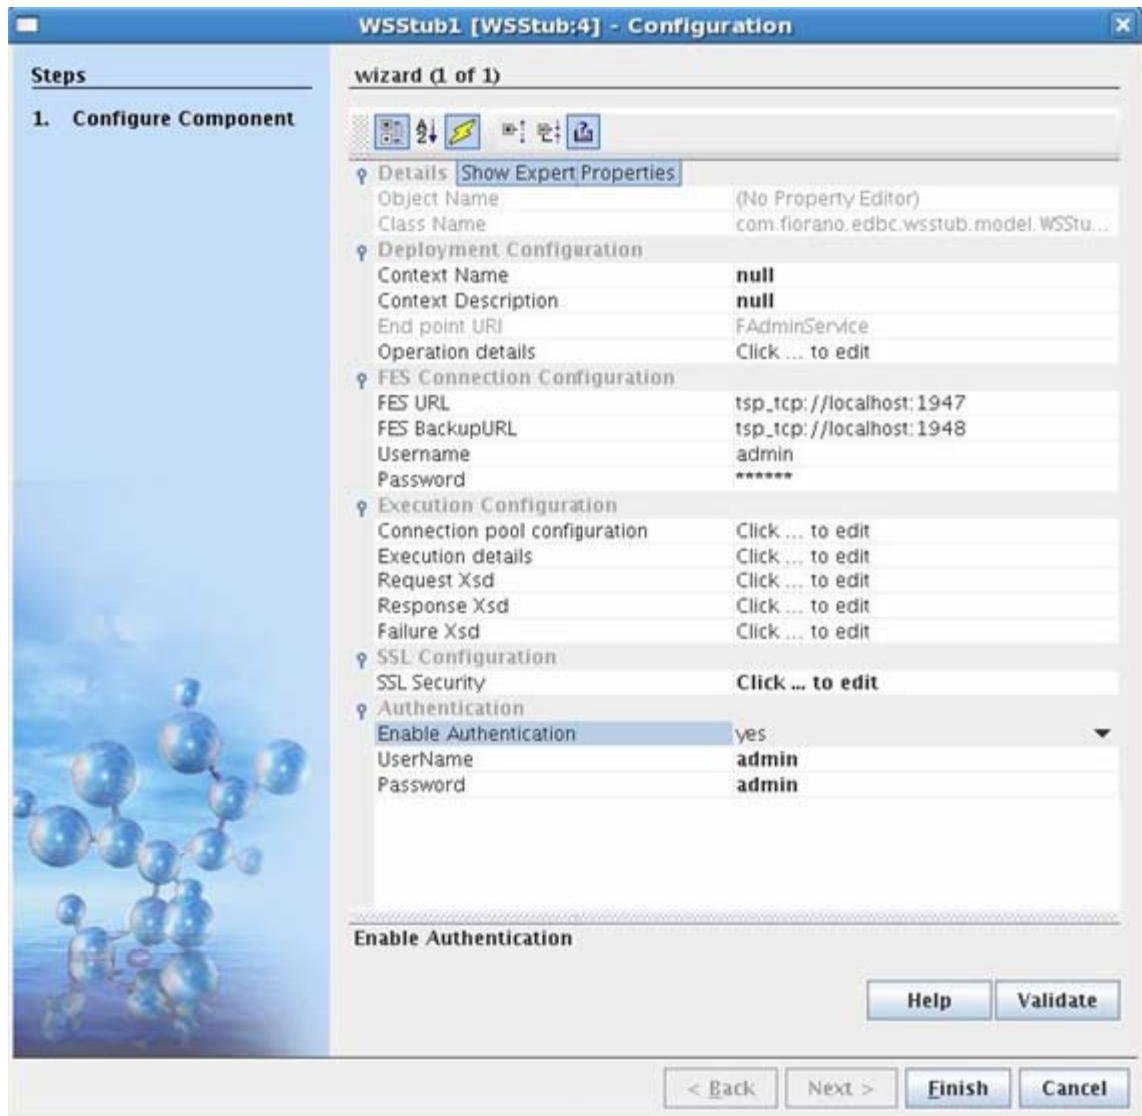 WSStub1 [WSStub:4] - Configuration
Steps
1. Configure Component
wizard (1 of 1)
Details Show Expert Properties
Object Name (No Property Editor)
Class Name com.fiorano.edbc.wsstub.model.WSStu...
Deployment Configuration
Context Name null
Context Description null
End point URI FAdminService
Operation details Click ... to edit
FES Connection Configuration
FES URL tsp_tcp://localhost:1947
FES BackupURL tsp_tcp://localhost:1948
Username admin
Password ******
Execution Configuration
Connection pool configuration Click ... to edit
Execution details Click ... to edit
Request Xsd Click ... to edit
Response Xsd Click ... to edit
Failure Xsd Click ... to edit
SSL Configuration
SSL Security Click ... to edit
Authentication
Enable Authentication yes
UserName admin
Password admin
Enable Authentication
Help Validate
< Back Next > Finish Cancel